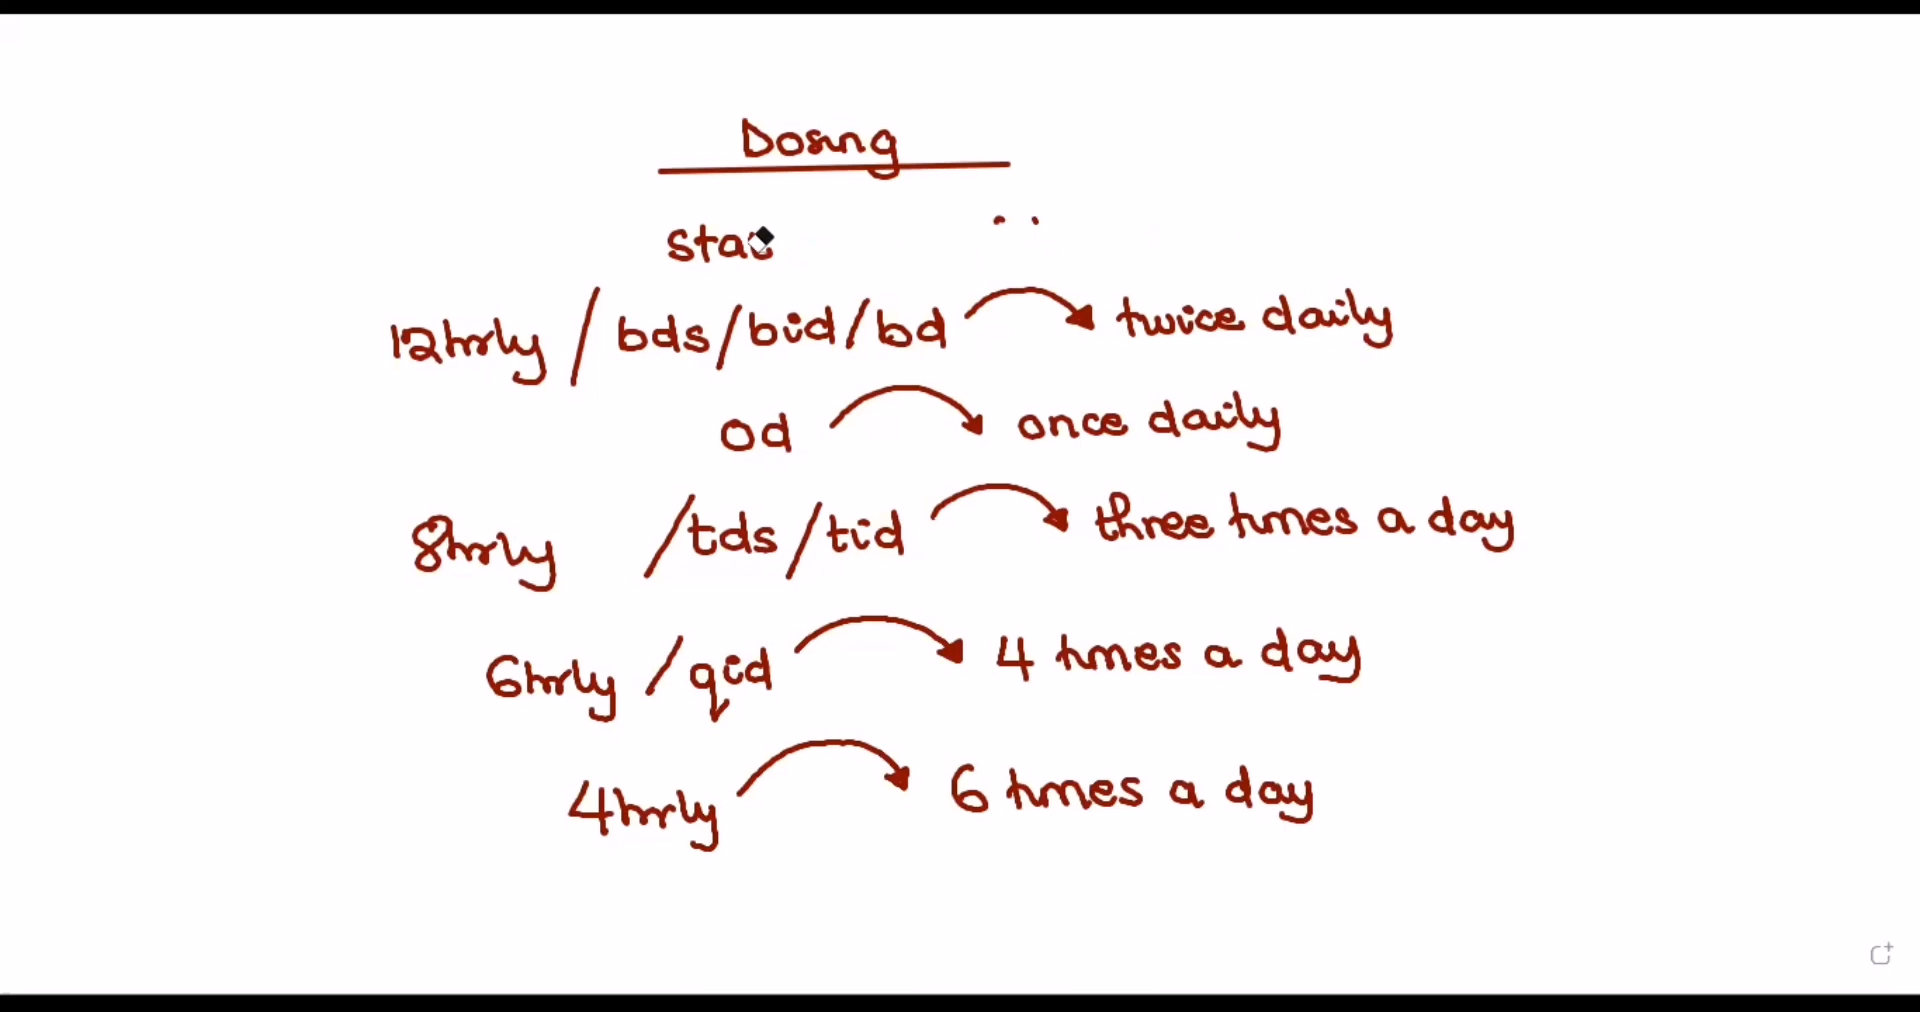 Dosing
12hrly / bds/bid/bd twice daily
od once daily
8hrly /tds/tid three times a day
6hrly / qid 4 times a day
4hrly 6 times a day